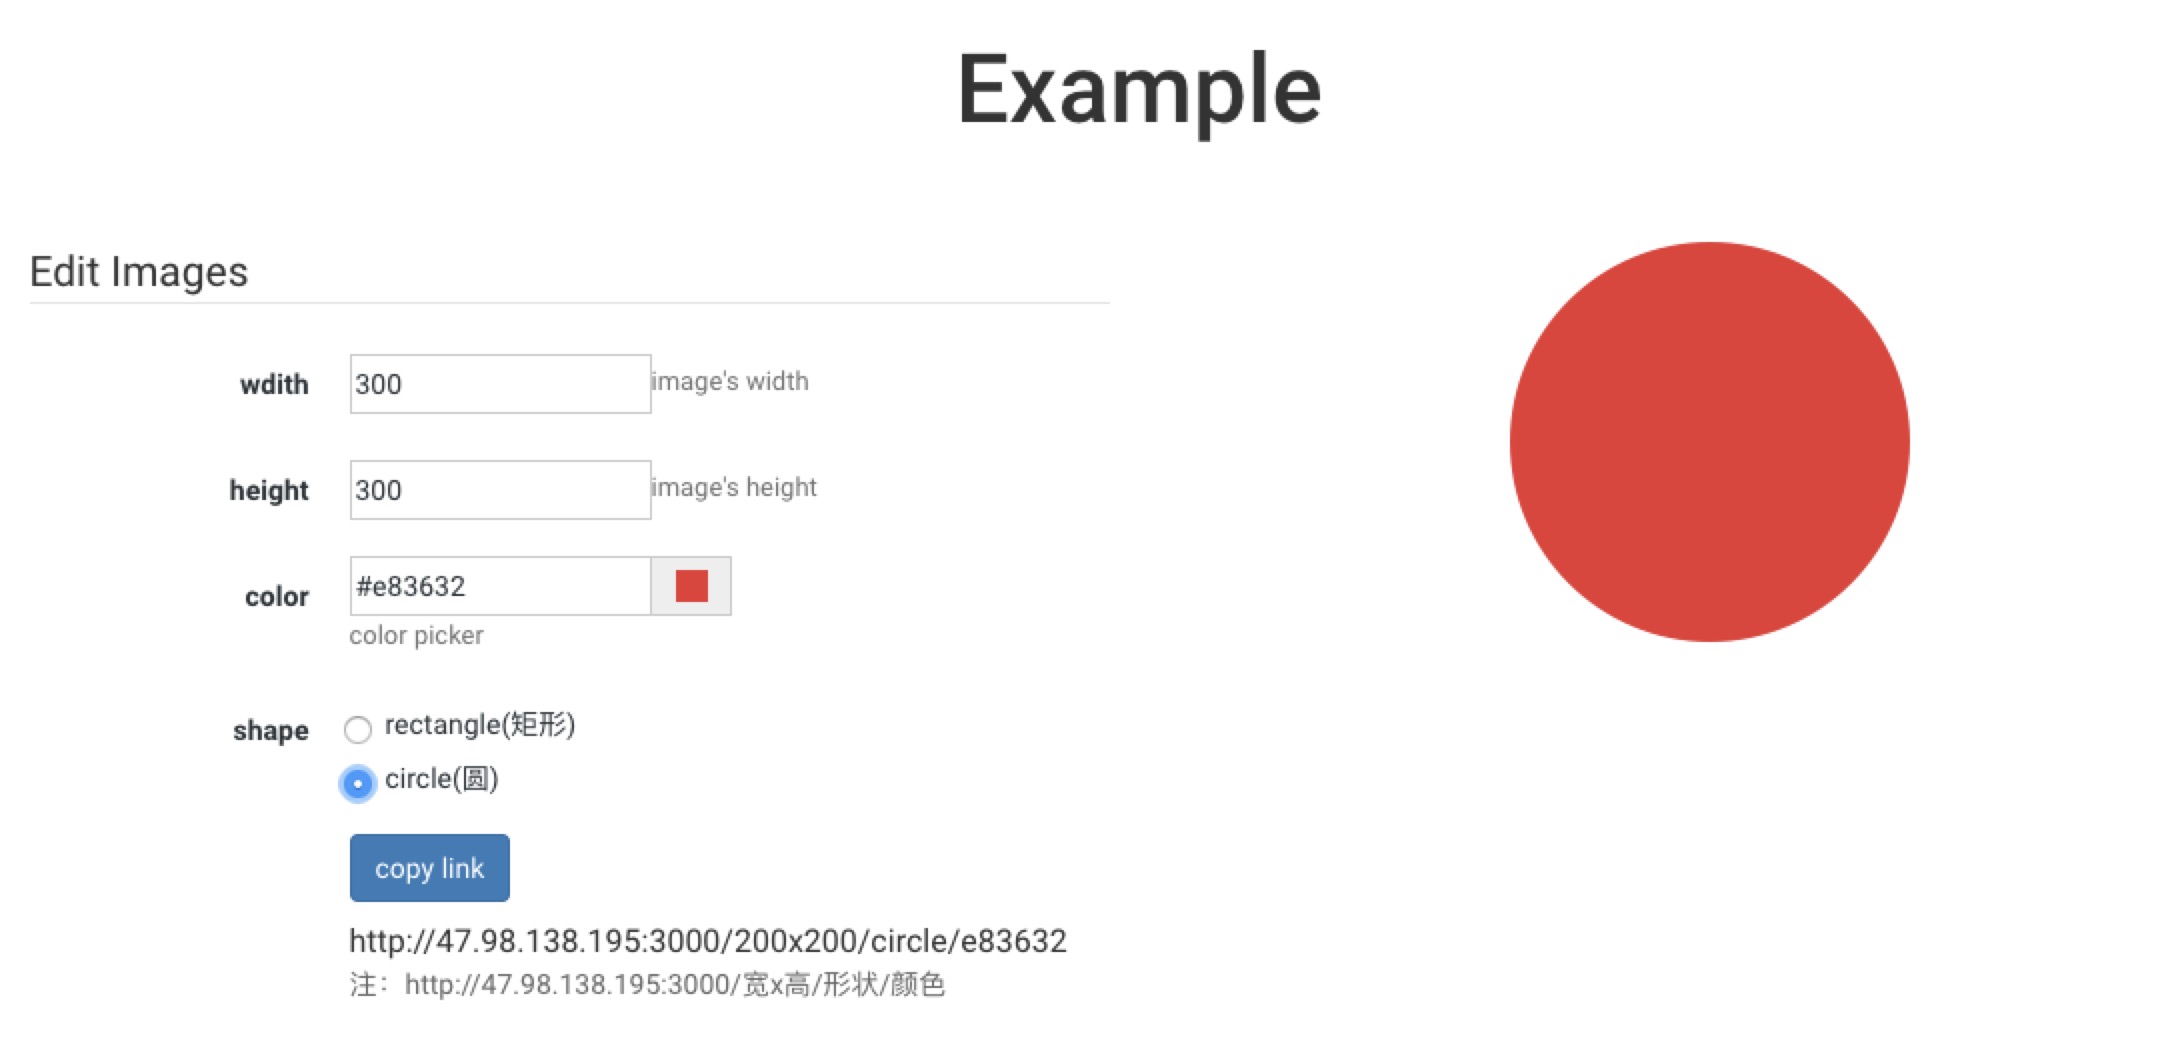 Example
Edit Images
wdith 300 image's width
height 300 image's height
color #e83632
color picker
shape rectangle(矩形)
circle(圆)
copy link
http://47.98.138.195:3000/200x200/circle/e83632
注：http://47.98.138.195:3000/宽x高/形状/颜色